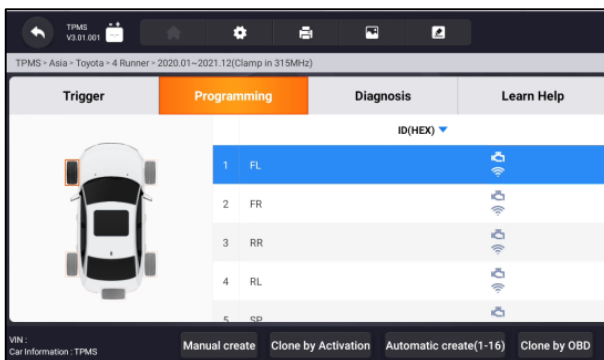 TPMS
V3.01.001
TPMS > Asia > Toyota > 4 Runner > 2020.01~2021.12(Clamp in 315MHz)
Trigger Programming Diagnosis Learn Help
ID(HEX)
1 FL
2 FR
3 RR
4 RL
5 SP
VIN :
Car Information : TPMS
Manual create Clone by Activation Automatic create(1-16) Clone by OBD